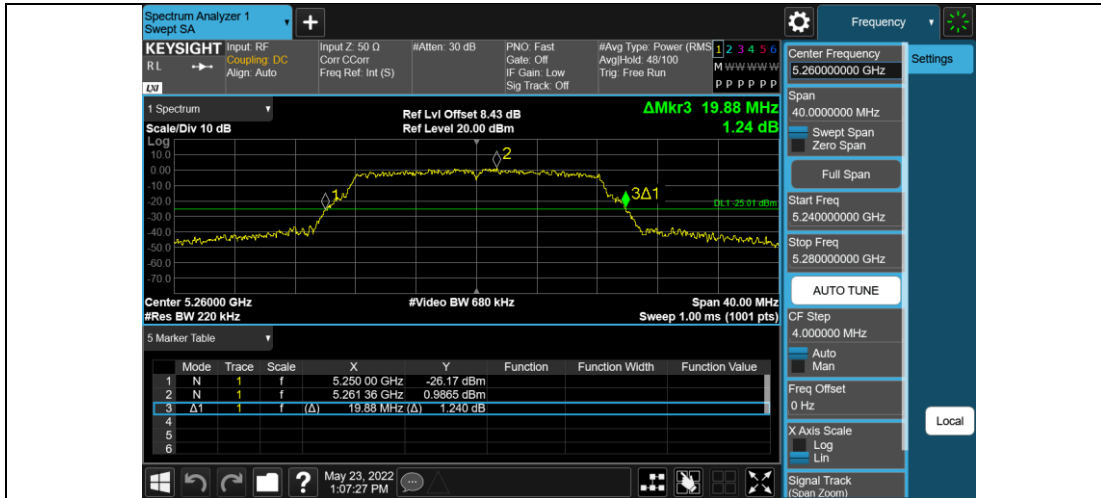 Spectrum Analyzer 1
Swept SA
+
Frequency
KEYSIGHT
RL
LXI
Input: RF
Coupling: DC
Align: Auto
Input Z: 50 Ω
Corr CCorr
Freq Ref: Int (S)
#Atten: 30 dB
PNO: Fast
Gate: Off
IF Gain: Low
Sig Track: Off
#Avg Type: Power (RMS
Avg|Hold: 48/100
Trig: Free Run
1 2 3 4 5 6
M W W W W W
P P P P P P
1 Spectrum
Scale/Div 10 dB
Log
Ref Lvl Offset 8.43 dB
Ref Level 20.00 dBm
ΔMkr3 19.88 MHz
1.24 dB
10.0
0.00
-10.0
-20.0
-30.0
-40.0
-50.0
-60.0
-70.0
1
2
3Δ1
DL1 -25.01 dBm
Center 5.26000 GHz
#Res BW 220 kHz
#Video BW 680 kHz
Span 40.00 MHz
Sweep 1.00 ms (1001 pts)
5 Marker Table
Mode Trace Scale X Y Function Function Width Function Value
1 N 1 f 5.250 00 GHz -26.17 dBm
2 N 1 f 5.261 36 GHz 0.9865 dBm
3 Δ1 1 f (Δ) 19.88 MHz (Δ) 1.240 dB
4
5
6
?
May 23, 2022
1:07:27 PM
Center Frequency
5.260000000 GHz
Span
40.0000000 MHz
Swept Span
Zero Span
Full Span
Start Freq
5.240000000 GHz
Stop Freq
5.280000000 GHz
AUTO TUNE
CF Step
4.000000 MHz
Auto
Man
Freq Offset
0 Hz
X Axis Scale
Log
Lin
Signal Track
(Span Zoom)
Settings
Local